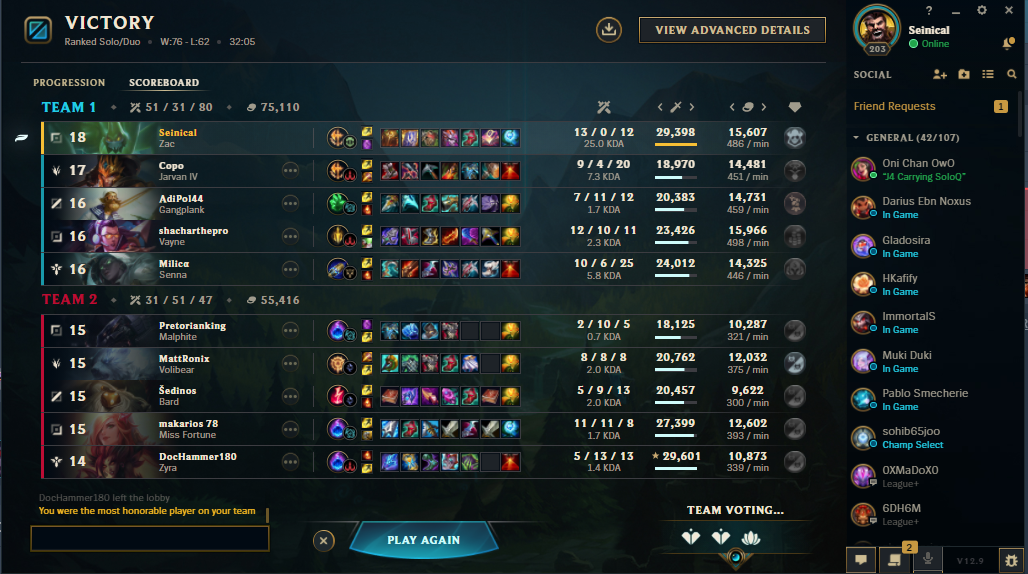 VICTORY
Ranked Solo/Duo • W:76 - L:62 • 32:05
VIEW ADVANCED DETAILS
PROGRESSION SCOREBOARD
TEAM 1 51 / 31 / 80 75,110
18 Seinical 13 / 0 / 12 29,398 15,607
Zac 25.0 KDA 486 / min
17 Copo 9 / 4 / 20 18,970 14,481
Jarvan IV 7.3 KDA 451 / min
16 AdiPol44 7 / 11 / 12 20,383 14,731
Gangplank 1.7 KDA 459 / min
16 shacharthepro 12 / 10 / 11 23,426 15,966
Vayne 2.3 KDA 498 / min
16 Milicα 10 / 6 / 25 24,012 14,325
Senna 5.8 KDA 446 / min
TEAM 2 31 / 51 / 47 55,416
15 Pretorianking 2 / 10 / 5 18,125 10,287
Malphite 0.7 KDA 321 / min
15 MattRonix 8 / 8 / 8 20,762 12,032
Volibear 2.0 KDA 375 / min
15 Šedinos 5 / 9 / 13 20,457 9,622
Bard 2.0 KDA 300 / min
15 makarios 78 11 / 11 / 8 27,399 12,602
Miss Fortune 1.7 KDA 393 / min
14 DocHammer180 5 / 13 / 13 29,601 10,873
Zyra 1.4 KDA 339 / min
DocHammer180 left the lobby
You were the most honorable player on your team
PLAY AGAIN
TEAM VOTING...
203
Seinical
Online
SOCIAL
Friend Requests 1
GENERAL (42/107)
Oni Chan OwO
"J4 Carrying SoloQ"
Darius Ebn Noxus
In Game
Gladosira
In Game
HKafify
In Game
ImmortalS
In Game
Muki Duki
In Game
Pablo Smecherie
In Game
sohib65joo
Champ Select
0XMaDoX0
League+
6DH6M
League+
2
V12.9